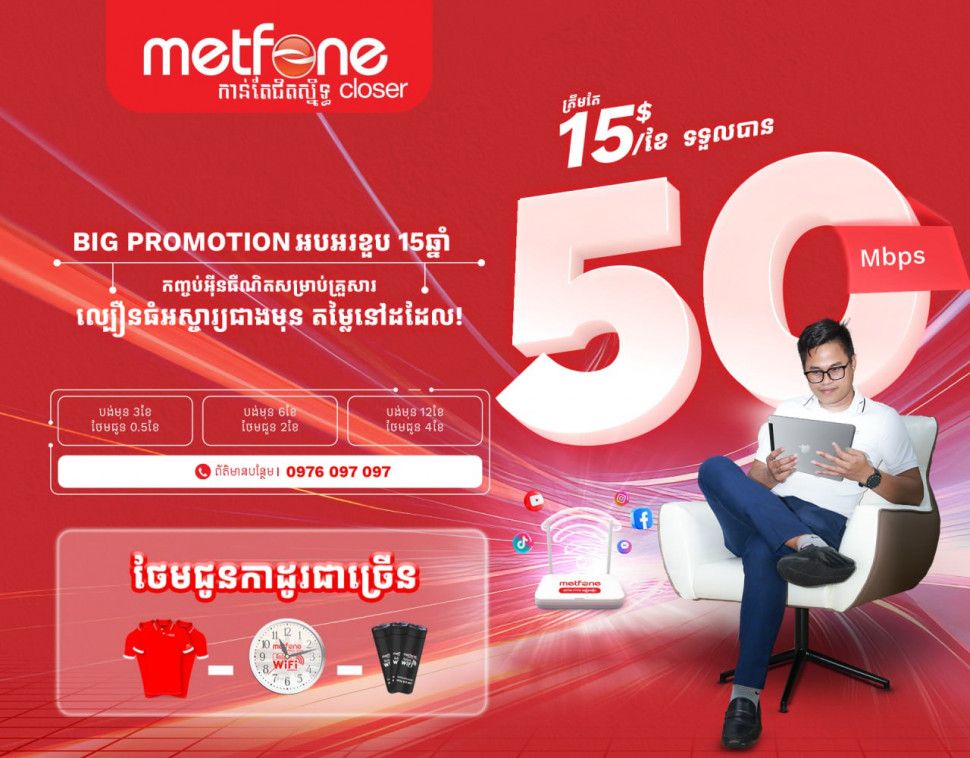 metfone
កាន់តែជិតស្និទ្ធ closer
ត្រឹមតែ
15$/ខែ ទទួលបាន
50
Mbps
BIG PROMOTION អបអរខួប 15ឆ្នាំ
កញ្ចប់អ៊ីនធឺណិតសម្រាប់គ្រួសារ
ល្បឿនធំអស្ចារ្យជាងមុន តម្លៃនៅដដែល!
បង់មុន 3ខែ
ថែមជូន 0.5ខែ
បង់មុន 6ខែ
ថែមជូន 2ខែ
បង់មុន 12ខែ
ថែមជូន 4ខែ
ព័ត៌មានបន្ថែម៖ 0976 097 097
metfone
ថែមជូនកាដូរជាច្រើន
metfone
WiFi